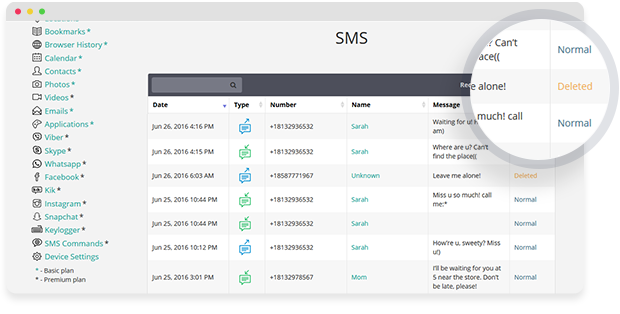 Bookmarks *
Browser History *
Calendar *
Contacts *
Photos *
Videos *
Emails *
Applications *
Viber *
Skype *
Whatsapp *
Facebook *
Kik *
Instagram *
Snapchat *
Keylogger *
SMS Commands *
Device Settings
* - Basic plan
* - Premium plan
SMS
Date Type Number Name Message
Jun 26, 2016 4:16 PM +18132936532 Sarah Waiting for u!
am)
Jun 26, 2016 4:15 PM +18132936532 Sarah Where are u? Can't
find the place((
Jun 26, 2016 6:03 AM +18587771967 Unknown Leave me alone! Deleted
Jun 25, 2016 10:44 PM +18132936532 Sarah Miss u so much! call
me:* Normal
Jun 25, 2016 10:44 PM +18132936532 Sarah Normal
Jun 25, 2016 10:12 PM +18132936532 Sarah How're u, sweety? Miss
u!) Normal
Jun 25, 2016 3:01 PM +18132978567 Mom I'll be waiting for you at
5 near the store. Don't
be late, please! Normal
? Can't
lace(( Normal
e alone! Deleted
much! call Normal